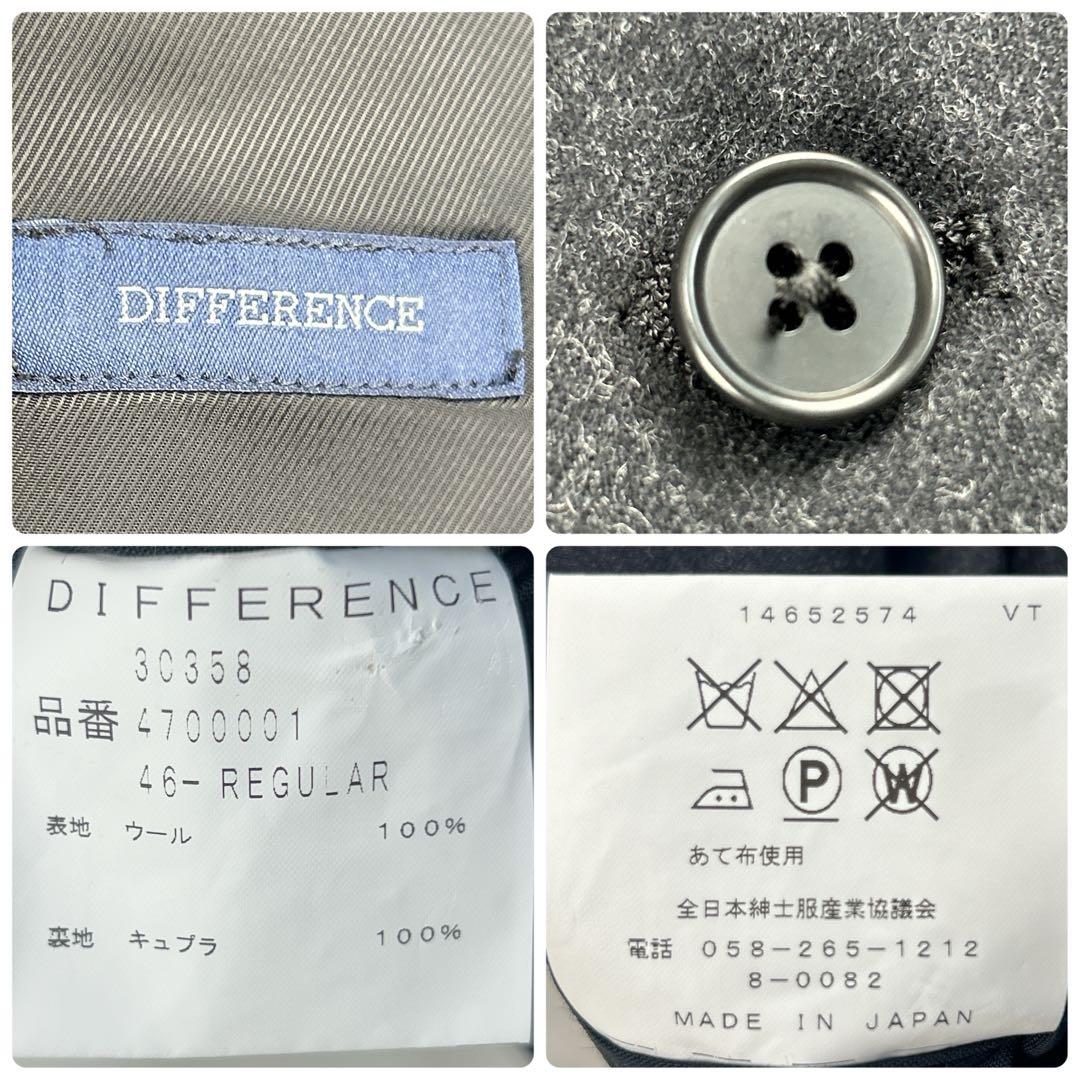 DIFFERENCE
DIFFERENCE
30358
品番 4700001
46-REGULAR
表地 ウール 100%
裏地 キュプラ 100%
14652574 VT
P W
あて布使用
全日本紳士服産業協議会
電話 058-265-1212
8-0082
MADE IN JAPAN